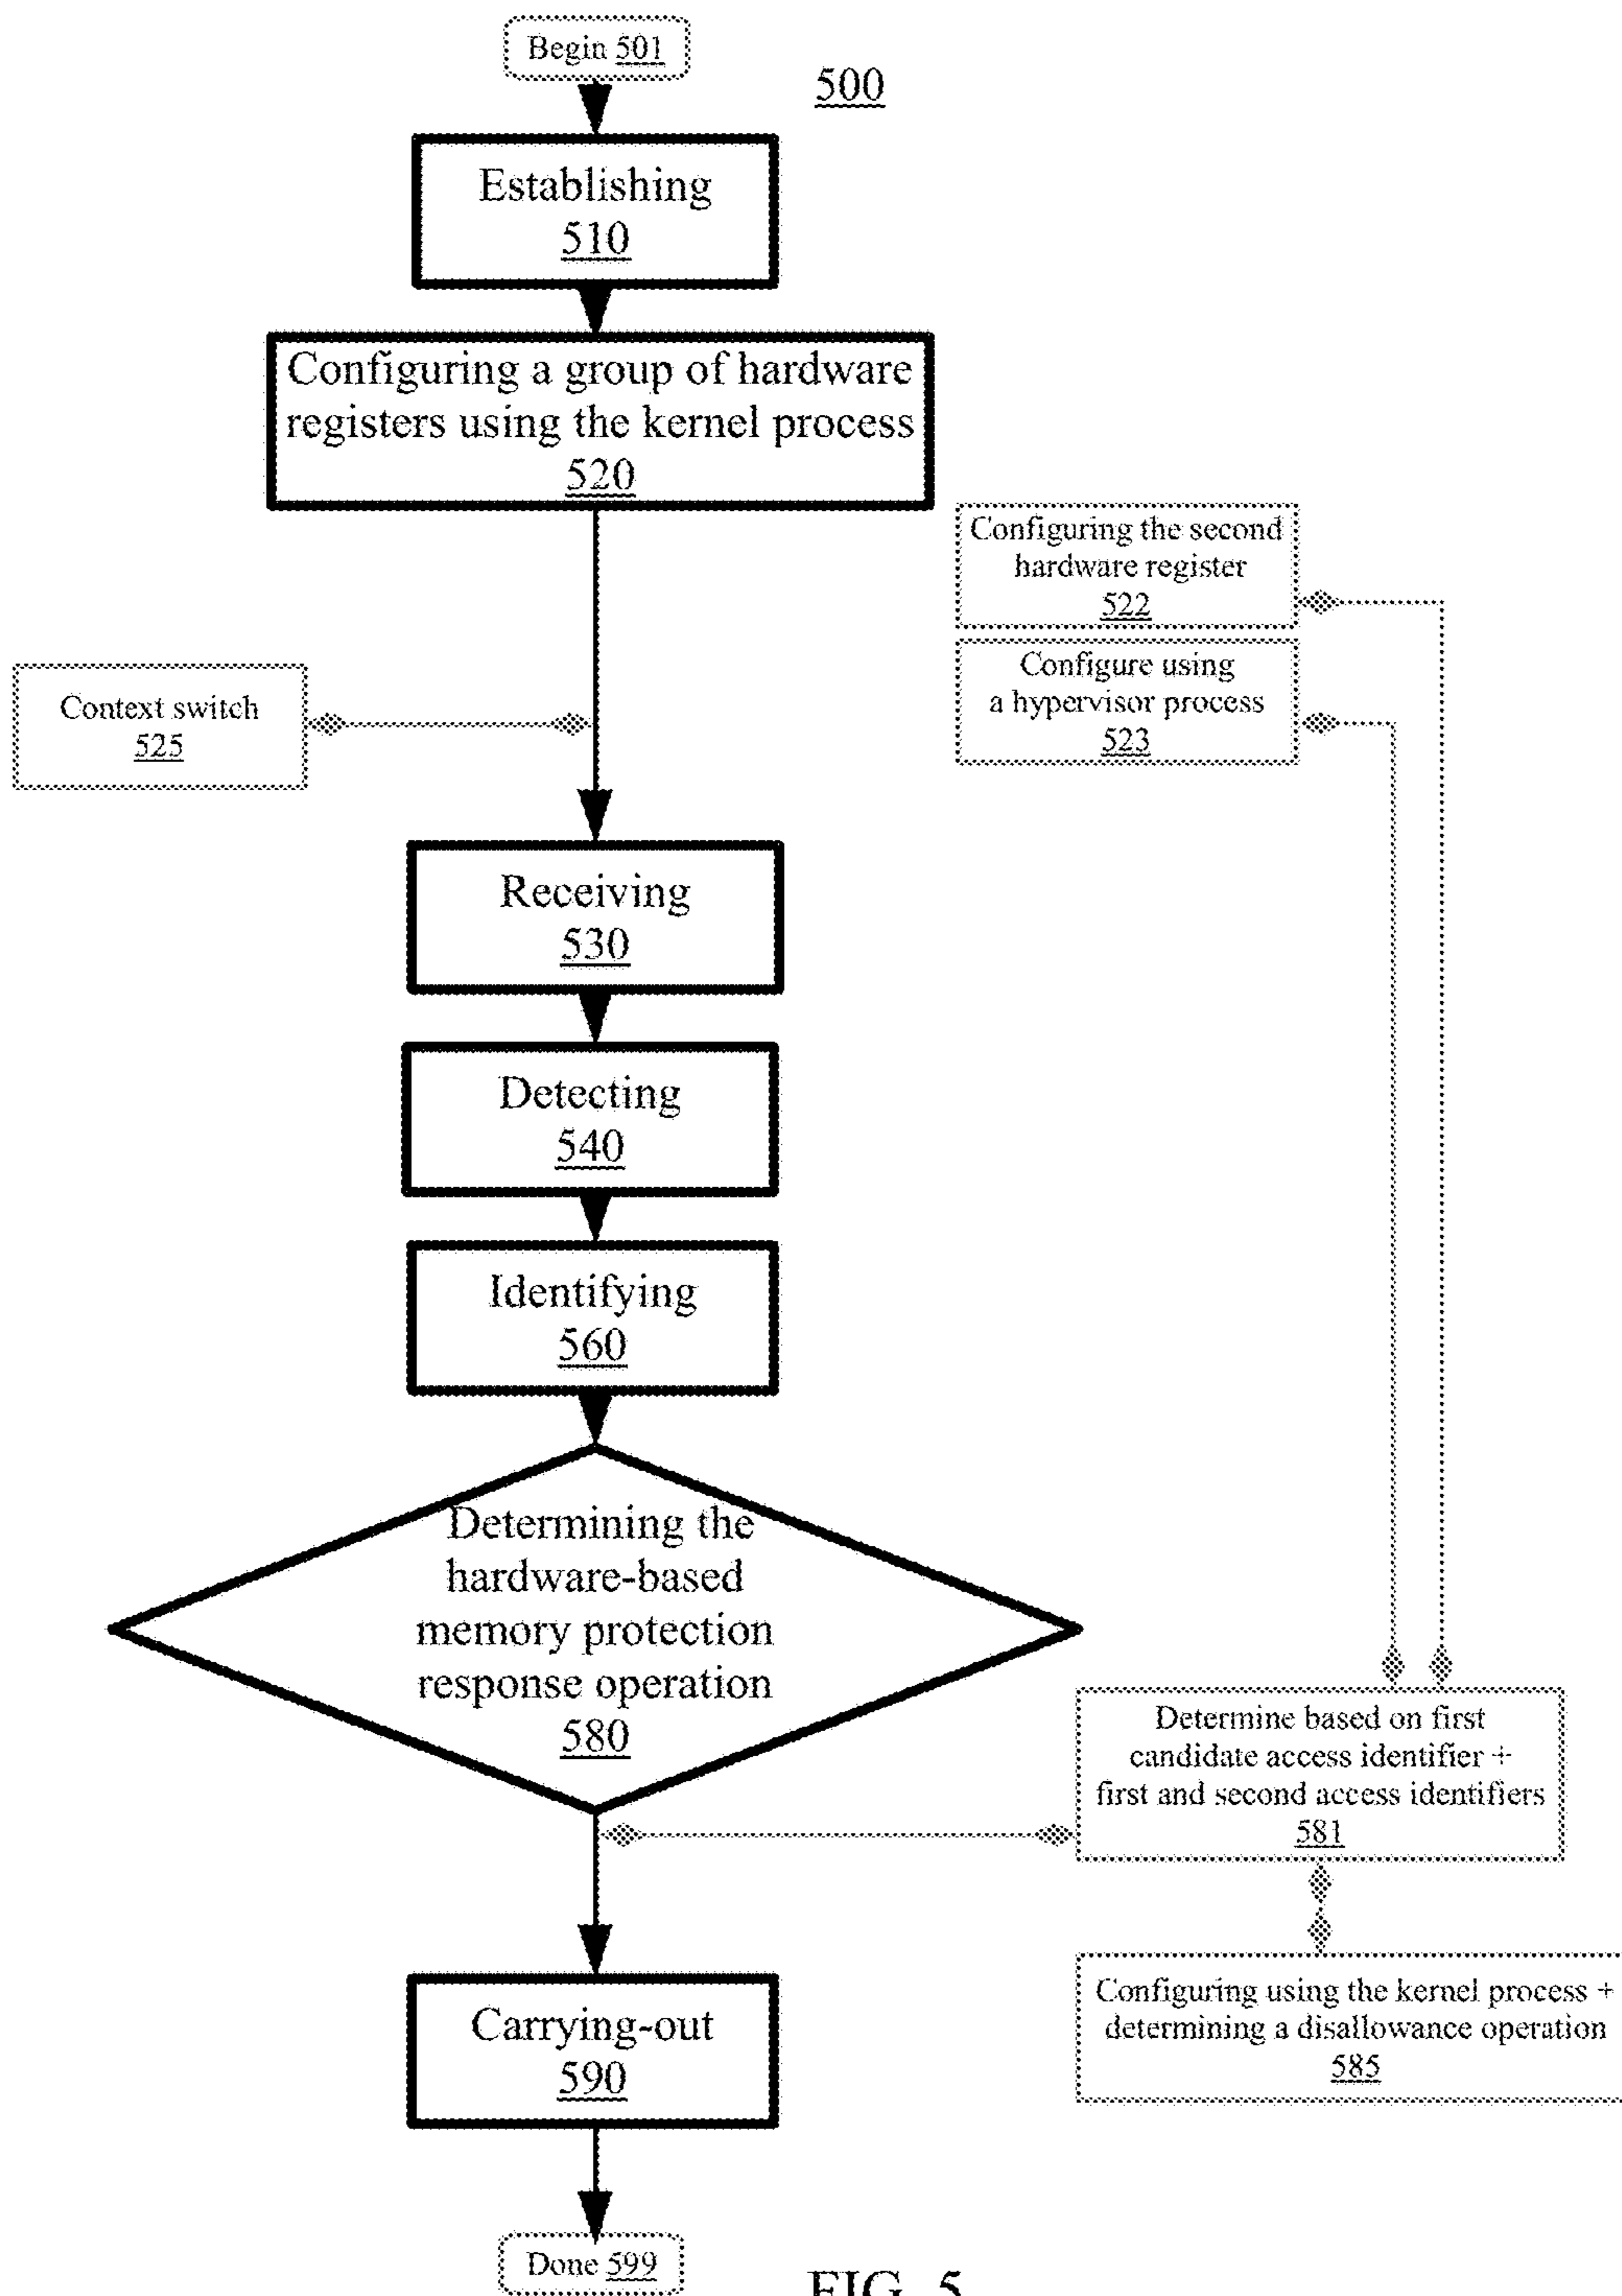 Begin 501
500
Establishing
510
Configuring a group of hardware
registers using the kernel process
520
Configuring the second
hardware register
522
Configure using
a hypervisor process
523
Context switch
525
Receiving
530
Detecting
540
Identifying
560
Determining the
hardware-based
memory protection
response operation
580
Determine based on first
candidate access identifier +
first and second access identifiers
581
Configuring using the kernel process +
determining a disallowance operation
585
Carrying-out
590
Done 599
FIG. 5